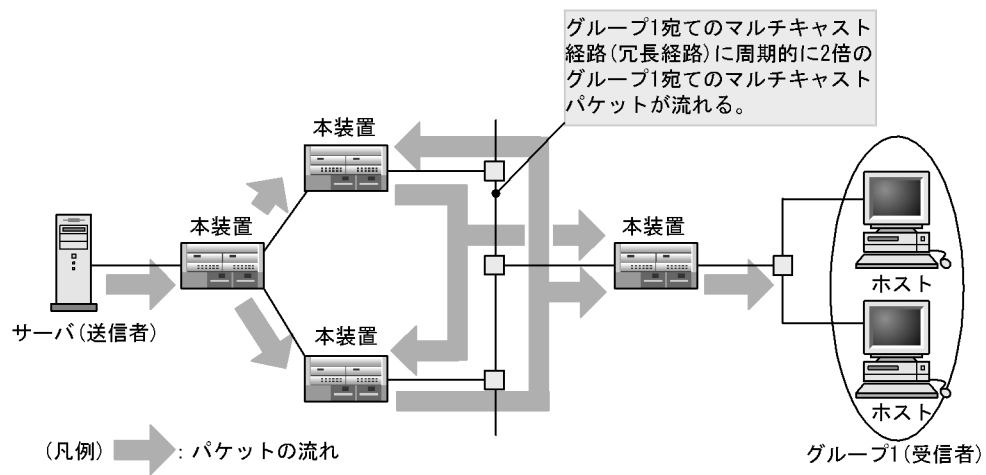 グループ1宛てのマルチキャスト
経路(冗長経路)に周期的に2倍の
グループ1宛てのマルチキャスト
パケットが流れる。
本装置
本装置
本装置
本装置
サーバ(送信者)
ホスト
ホスト
グループ1(受信者)
(凡例) : パケットの流れ